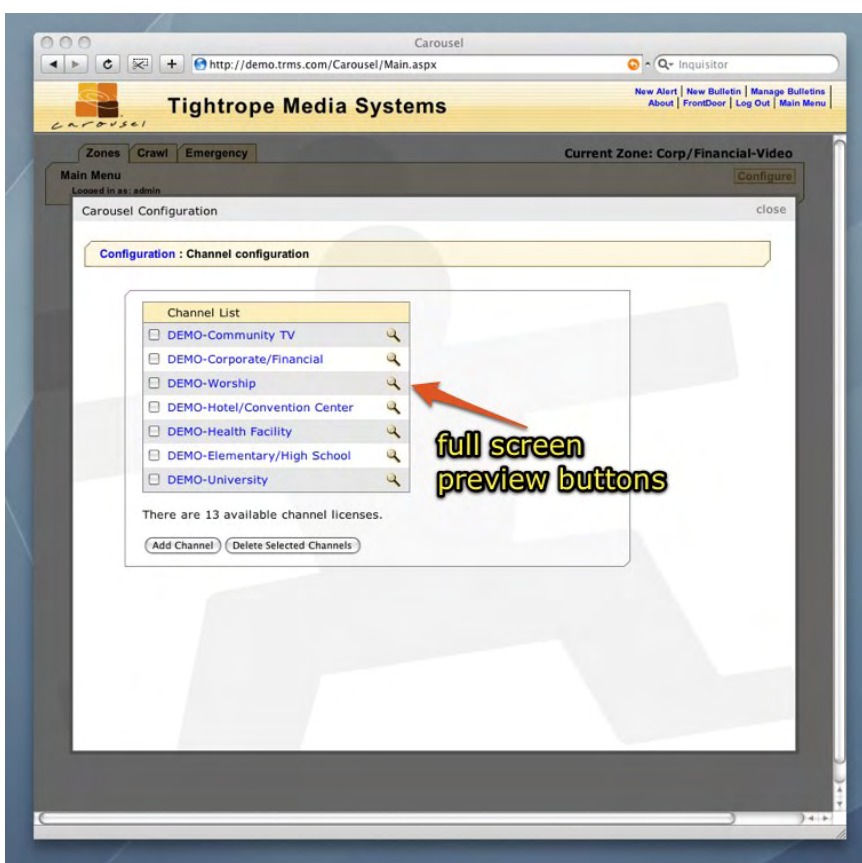 Carousel
http://demo.trms.com/Carousel/Main.aspx
Inquisitor
carousel
Tightrope Media Systems
New Alert | New Bulletin | Manage Bulletins
About | FrontDoor | Log Out | Main Menu
Zones Crawl Emergency
Current Zone: Corp/Financial-Video
Main Menu
Configure
Logged in as: admin
Carousel Configuration
close
Configuration : Channel configuration
Channel List
DEMO-Community TV
DEMO-Corporate/Financial
DEMO-Worship
DEMO-Hotel/Convention Center
DEMO-Health Facility
DEMO-Elementary/High School
DEMO-University
full screen
preview buttons
There are 13 available channel licenses.
Add Channel Delete Selected Channels